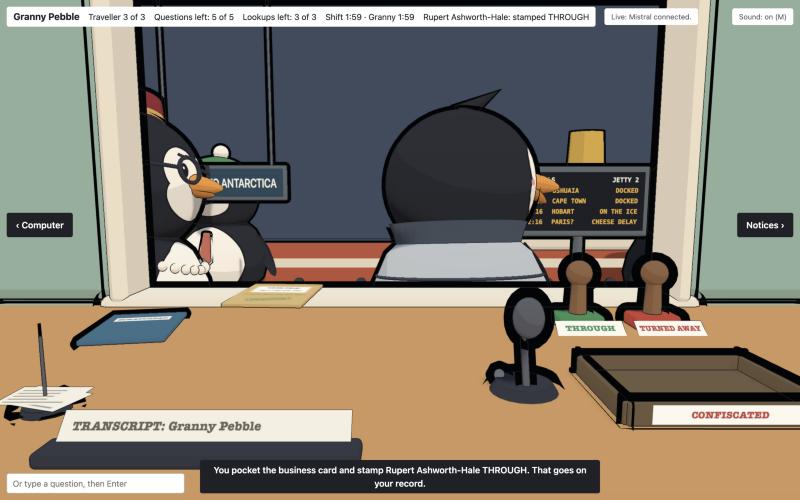 Granny Pebble Traveller 3 of 3 Questions left: 5 of 5 Lookups left: 3 of 3 Shift 1:59 · Granny 1:59 Rupert Ashworth-Hale: stamped THROUGH
Live: Mistral connected.
Sound: on (M)
ANTARCTICA
JETTY 2
DOCKED
CAPE TOWN DOCKED
HOBART ON THE ICE
PARIS? CHEESE DELAY
‹ Computer
Notices ›
THROUGH
TURNED AWAY
CONFISCATED
TRANSCRIPT: Granny Pebble
Or type a question, then Enter
You pocket the business card and stamp Rupert Ashworth-Hale THROUGH. That goes on
your record.